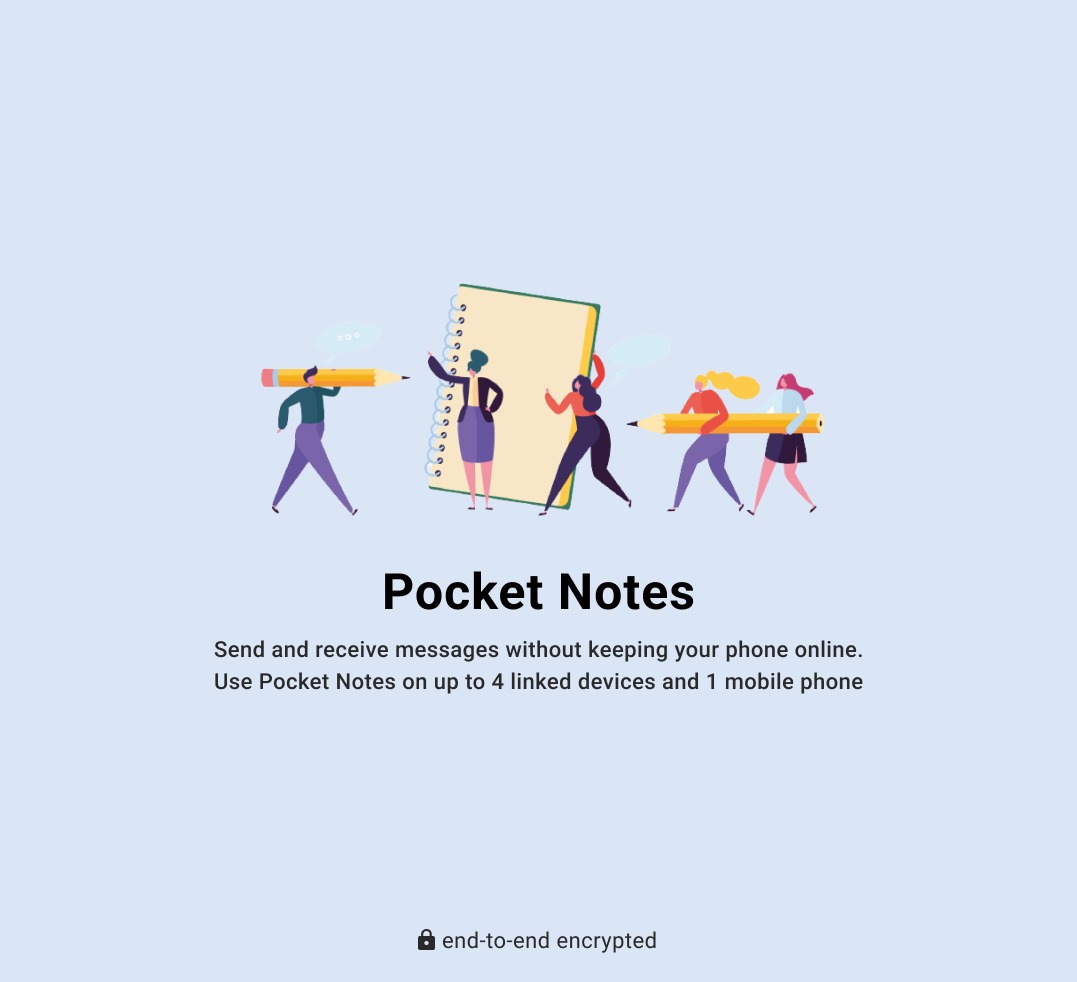 Pocket Notes
Send and receive messages without keeping your phone online.
Use Pocket Notes on up to 4 linked devices and 1 mobile phone
end-to-end encrypted